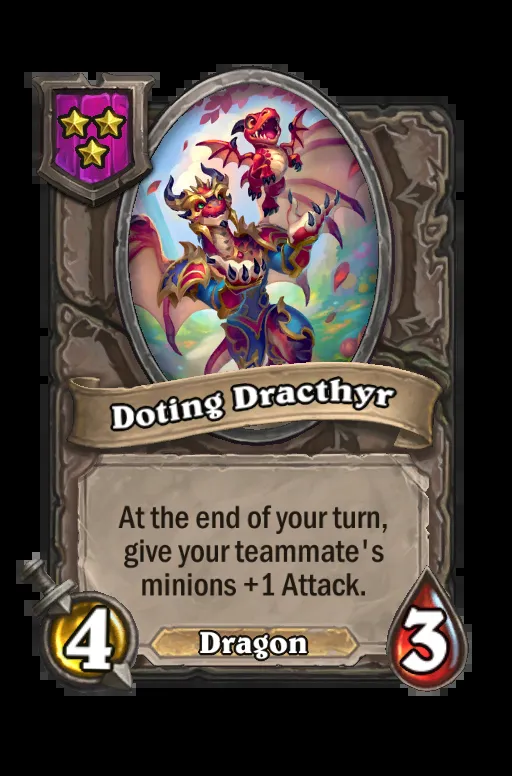 Doting Dracthyr
At the end of your turn,
give your teammate's
minions +1 Attack.
4
Dragon
3